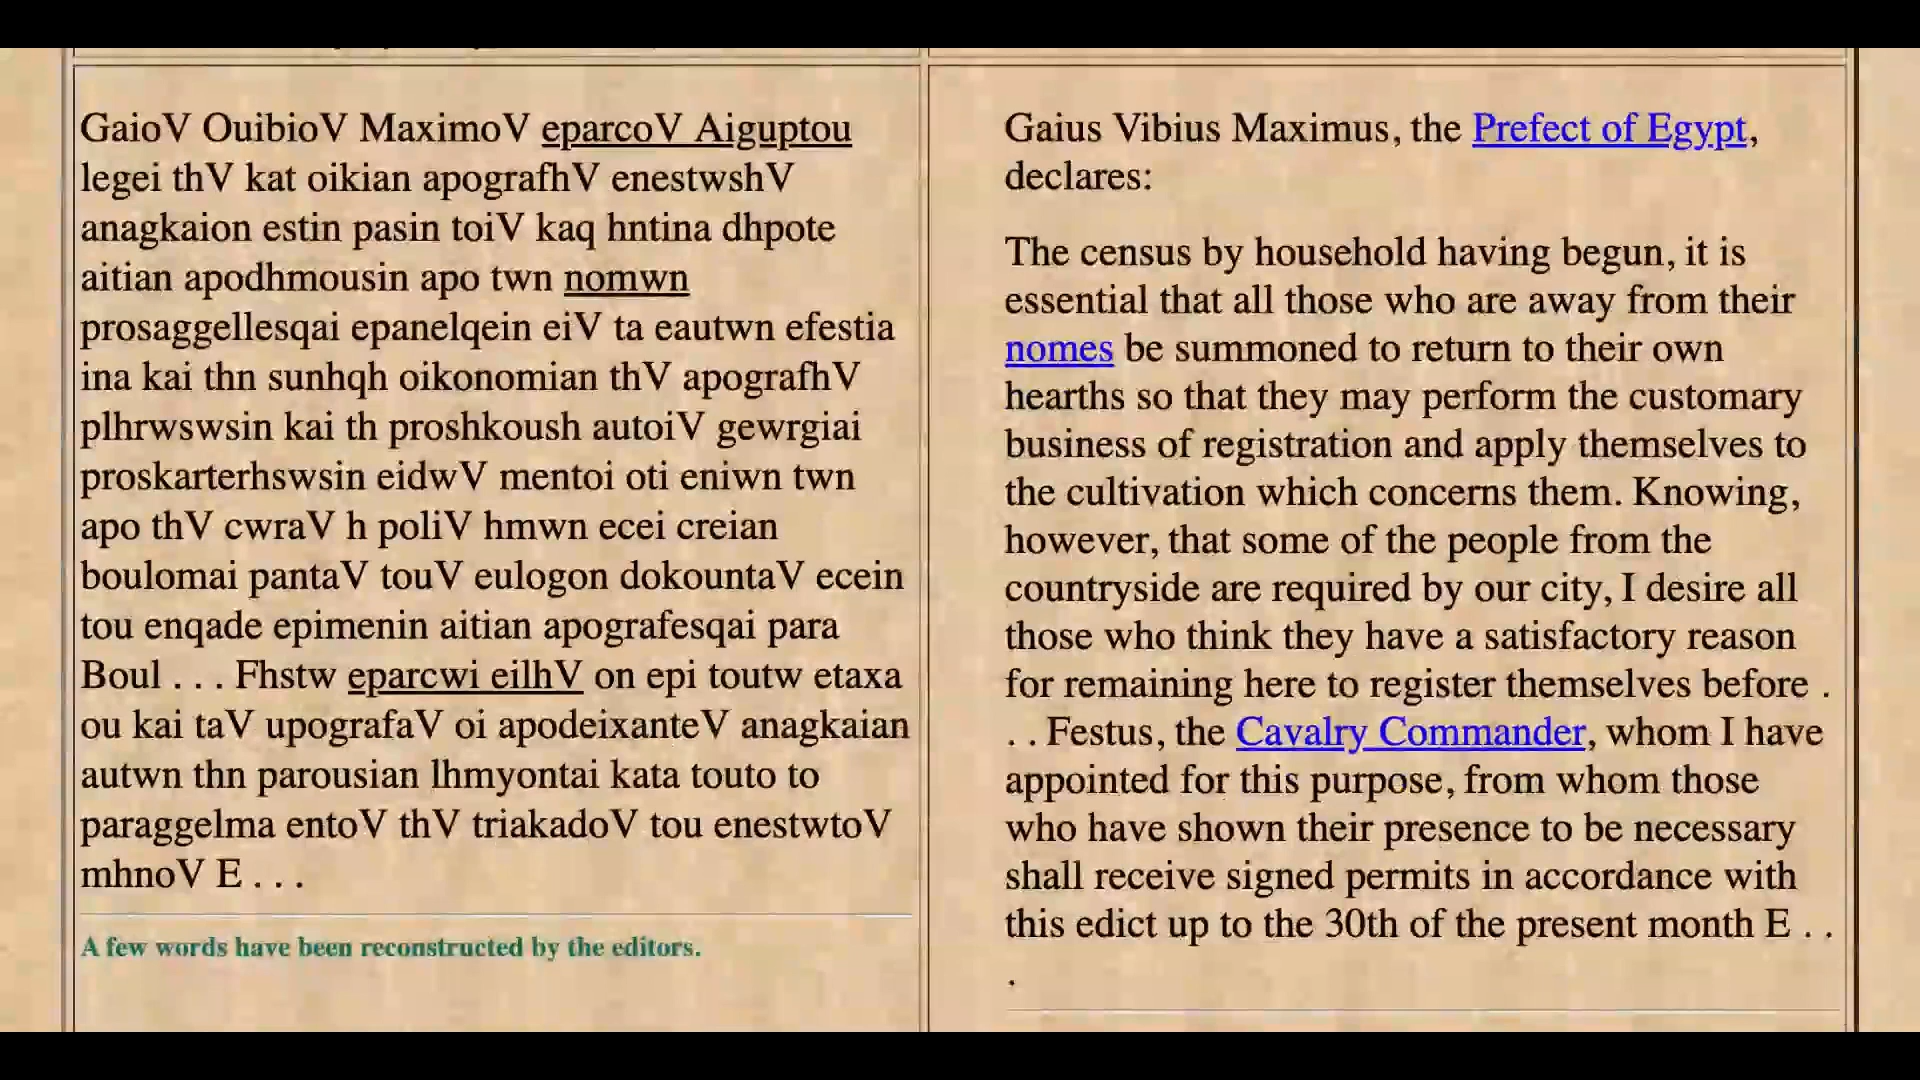 GaioV OuibioV MaximoV eparcoV Aiguptou
legei thV kat oikian apografhV enestwshV
anagkaion estin pasin toiV kaq hntina dhpote
aitian apodhmousin apo twn nomwn
prosaggellesqai epanelqein eiV ta eautwn efestia
ina kai thn sunhqh oikonomian thV apografhV
plhrwswsin kai th proshkoush autoiV gewrgiai
proskarterhswsin eidwV mentoi oti eniwn twn
apo thV cwraV h poliV hmwn ecei creian
boulomai pantaV touV eulogon dokountaV ecein
tou enqade epimenin aitian apografesqai para
Boul . . . Fhstw eparcwi eilhV on epi toutw etaxa
ou kai taV upografaV oi apodeixanteV anagkaian
autwn thn parousian lhmyontai kata touto to
paraggelma entoV thV triakadoV tou enestwtoV
mhnoV E . . .
A few words have been reconstructed by the editors.
Gaius Vibius Maximus, the Prefect of Egypt,
declares:
The census by household having begun, it is
essential that all those who are away from their
nomes be summoned to return to their own
hearths so that they may perform the customary
business of registration and apply themselves to
the cultivation which concerns them. Knowing,
however, that some of the people from the
countryside are required by our city, I desire all
those who think they have a satisfactory reason
for remaining here to register themselves before .
. . Festus, the Cavalry Commander, whom I have
appointed for this purpose, from whom those
who have shown their presence to be necessary
shall receive signed permits in accordance with
this edict up to the 30th of the present month E . .
.